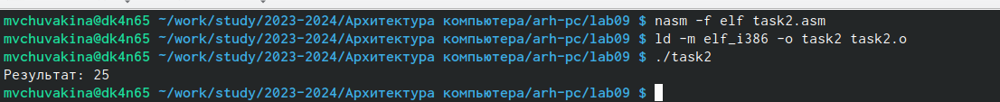 mvchuvakina@dk4n65 ~/work/study/2023-2024/Архитектура компьютера/arh-pc/lab09 $ nasm -f elf task2.asm
mvchuvakina@dk4n65 ~/work/study/2023-2024/Архитектура компьютера/arh-pc/lab09 $ ld -m elf_i386 -o task2 task2.o
mvchuvakina@dk4n65 ~/work/study/2023-2024/Архитектура компьютера/arh-pc/lab09 $ ./task2
Результат: 25
mvchuvakina@dk4n65 ~/work/study/2023-2024/Архитектура компьютера/arh-pc/lab09 $